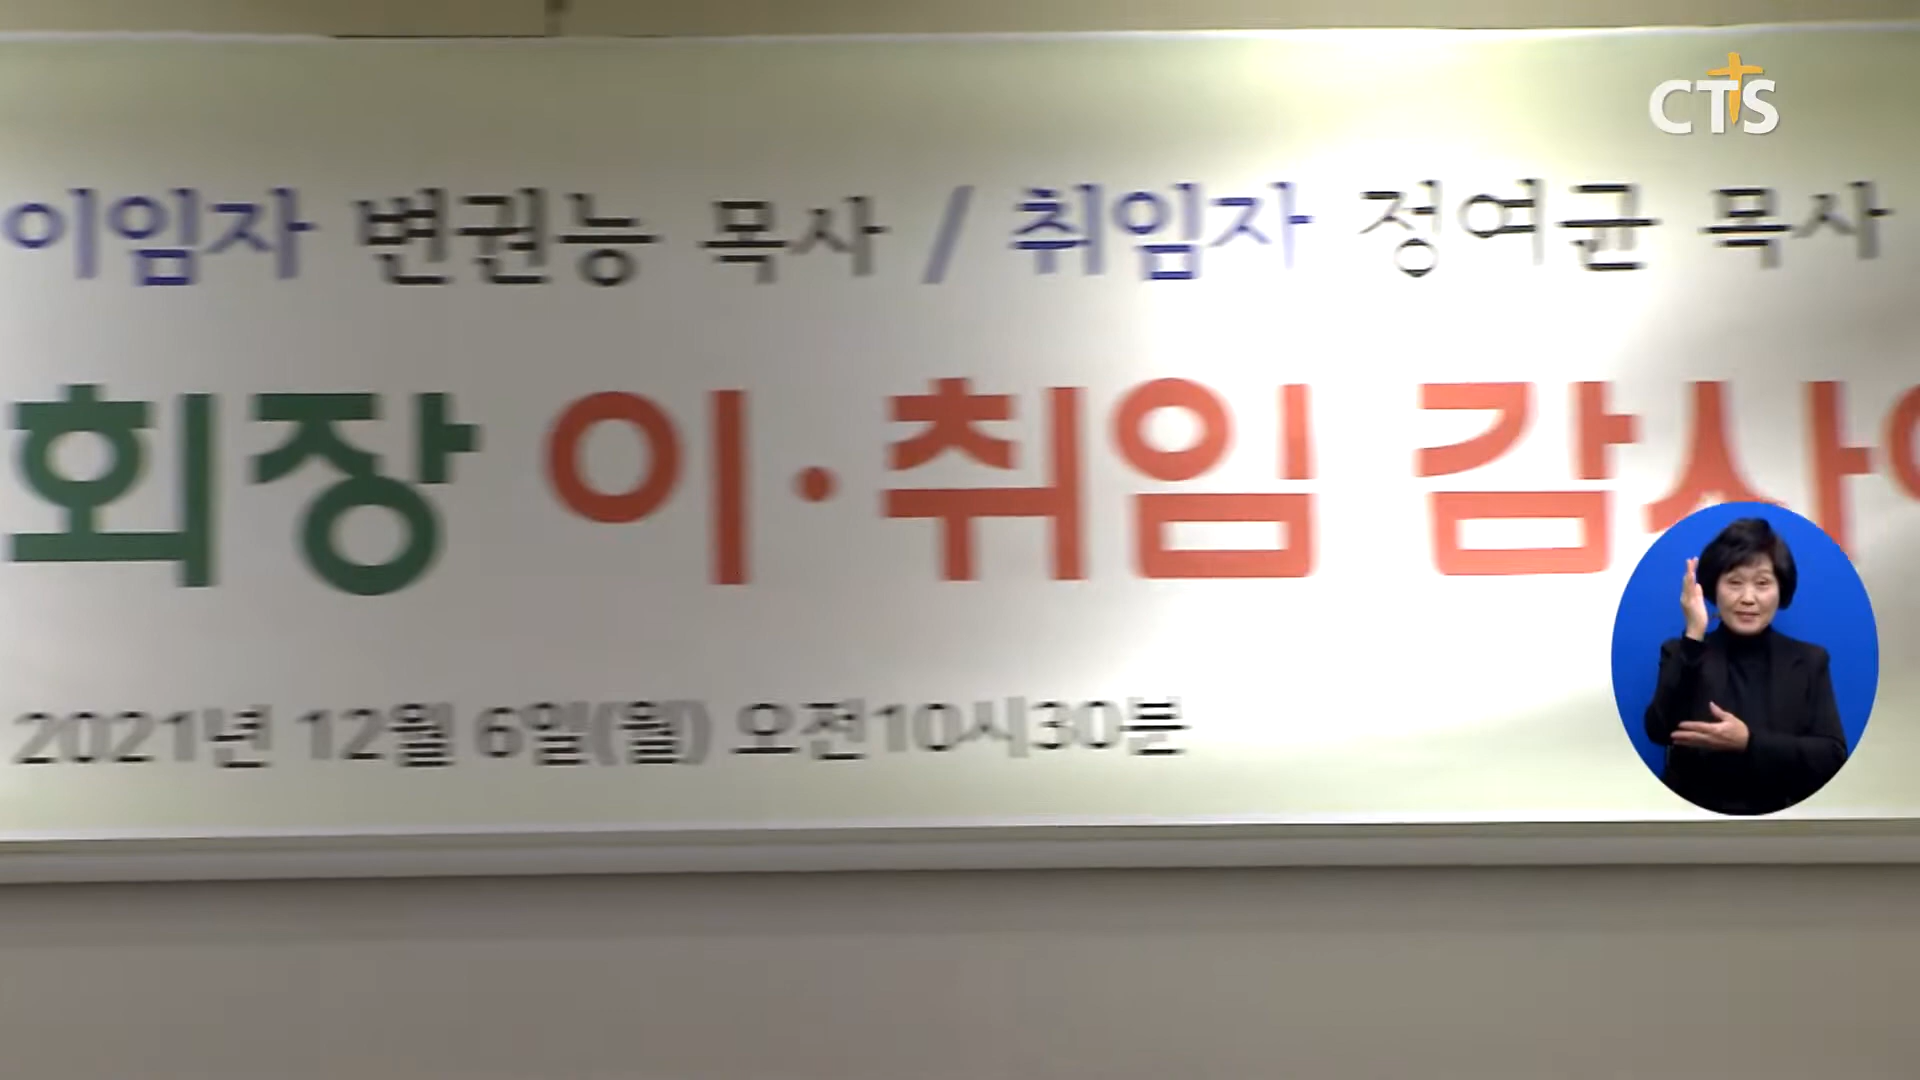 CTS
이임자 변권능 목사 / 취임자 정여균 목사
회장 이·취임 감사
2021년 12월 6일(월) 오전10시30분